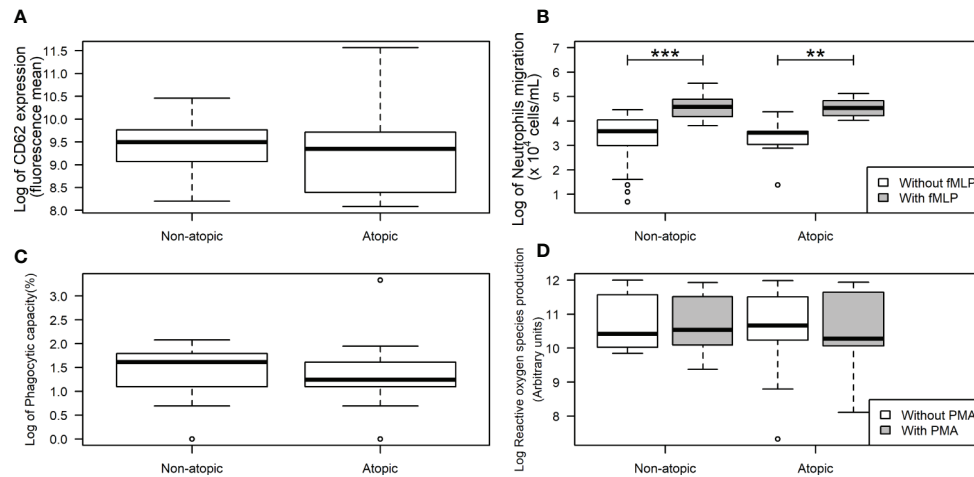 A
Log of CD62 expression
(fluorescence mean)
11.5
11.0
10.5
10.0
9.5
9.0
8.5
8.0
Non-atopic
Atopic
B
Log of Neutrophils migration
(x 10⁴ cells/mL)
7
6
5
4
3
2
1
***
**
Without fMLP
With fMLP
Non-atopic
Atopic
C
Log of Phagocytic capacity(%)
3.0
2.5
2.0
1.5
1.0
0.5
0.0
Non-atopic
Atopic
D
Log Reactive oxygen species production
(Arbitrary units)
12
11
10
9
8
Without PMA
With PMA
Non-atopic
Atopic